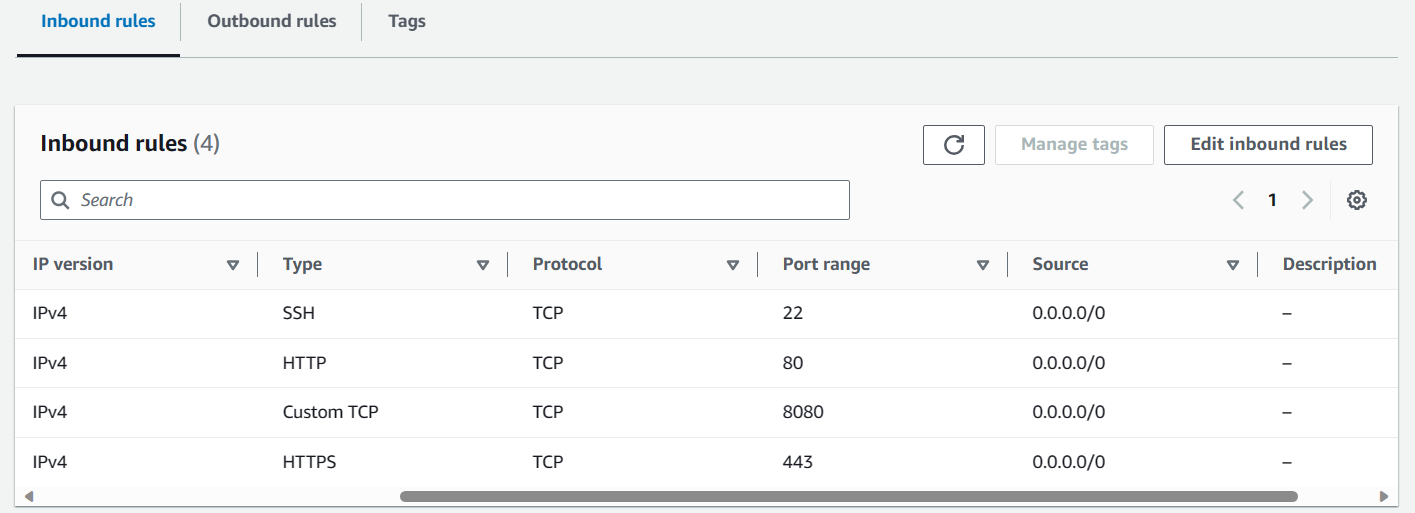 Inbound rules Outbound rules Tags
Inbound rules (4) Manage tags Edit inbound rules
Search 1
IP version Type Protocol Port range Source Description
IPv4 SSH TCP 22 0.0.0.0/0 –
IPv4 HTTP TCP 80 0.0.0.0/0 –
IPv4 Custom TCP TCP 8080 0.0.0.0/0 –
IPv4 HTTPS TCP 443 0.0.0.0/0 –